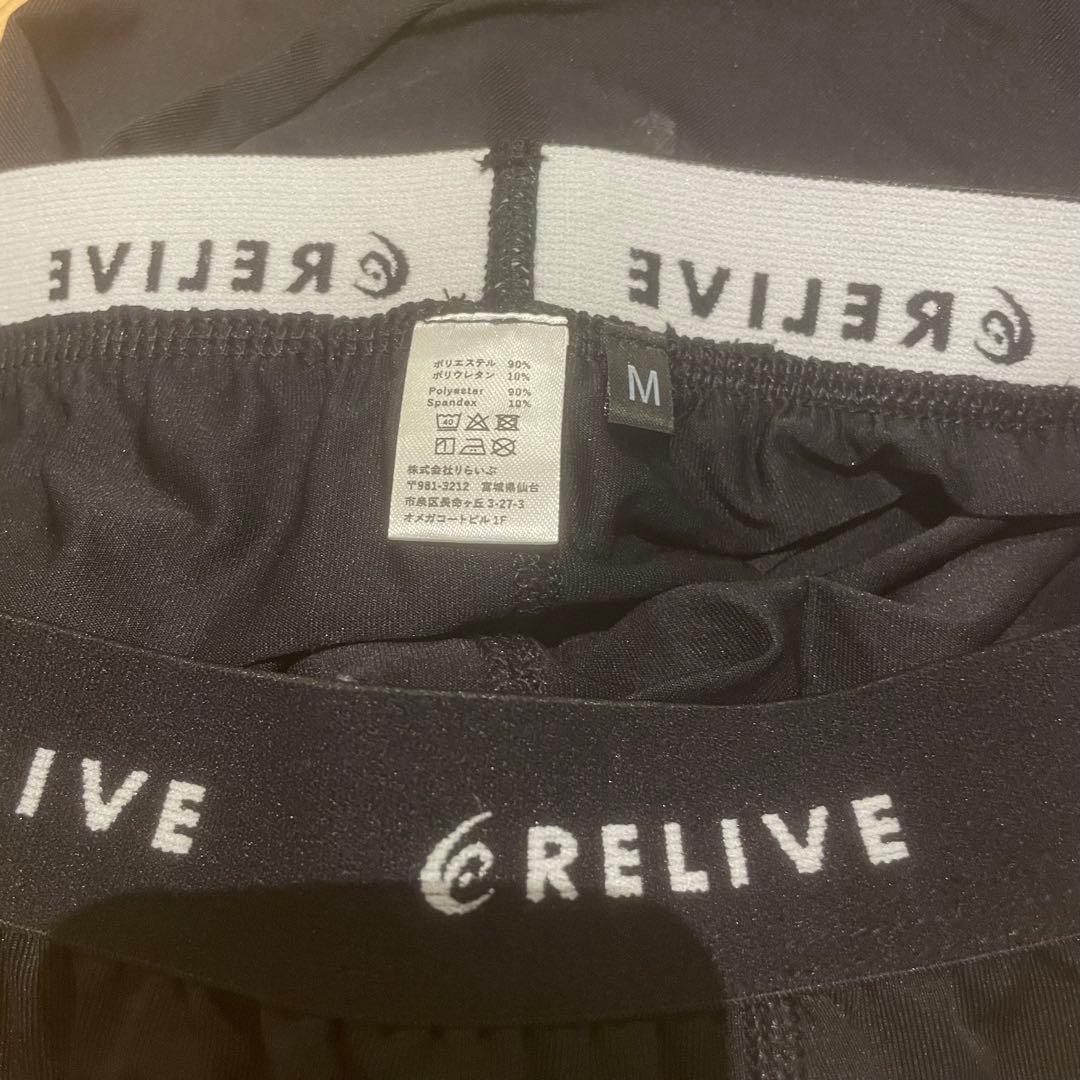 RELIVE
RELIVE
ポリエステル 90%
ポリウレタン 10%
Polyester 90%
Spandex 10%
40
株式会社りらいぶ
〒981-3212 宮城県仙台
市泉区長命ヶ丘 3-27-3
オメガコートビル 1F
M
IVE
RELIVE